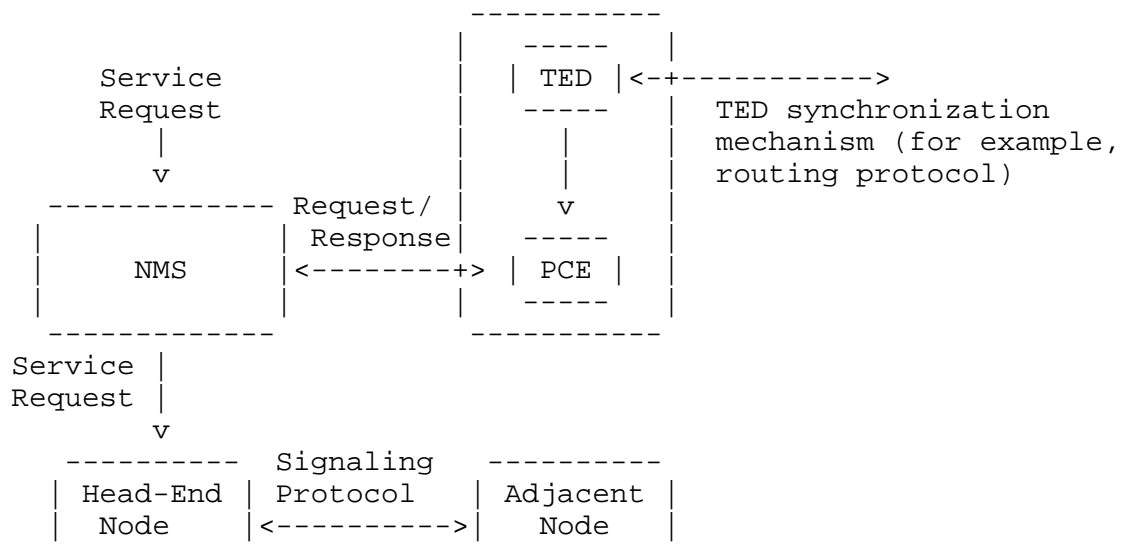 TED
Service
Request
TED synchronization
mechanism (for example,
routing protocol)
Request/
Response
NMS
PCE
Service
Request
Signaling
Protocol
Head-End
Node
Adjacent
Node